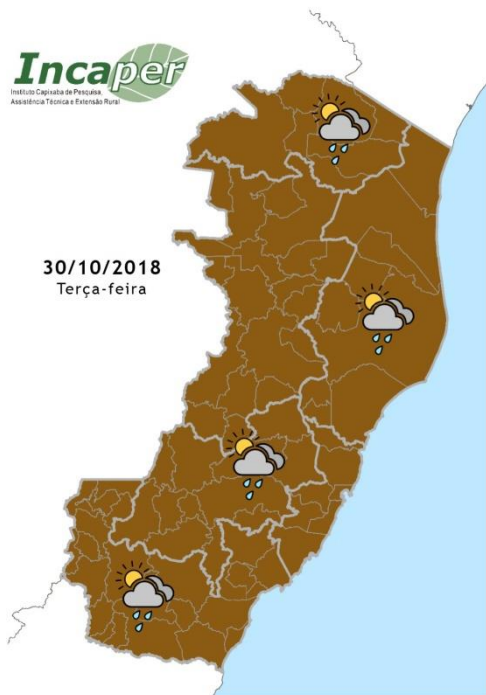 Incaper
Instituto Capixaba de Pesquisa,
Assistência Técnica e Extensão Rural
30/10/2018
Terça-feira